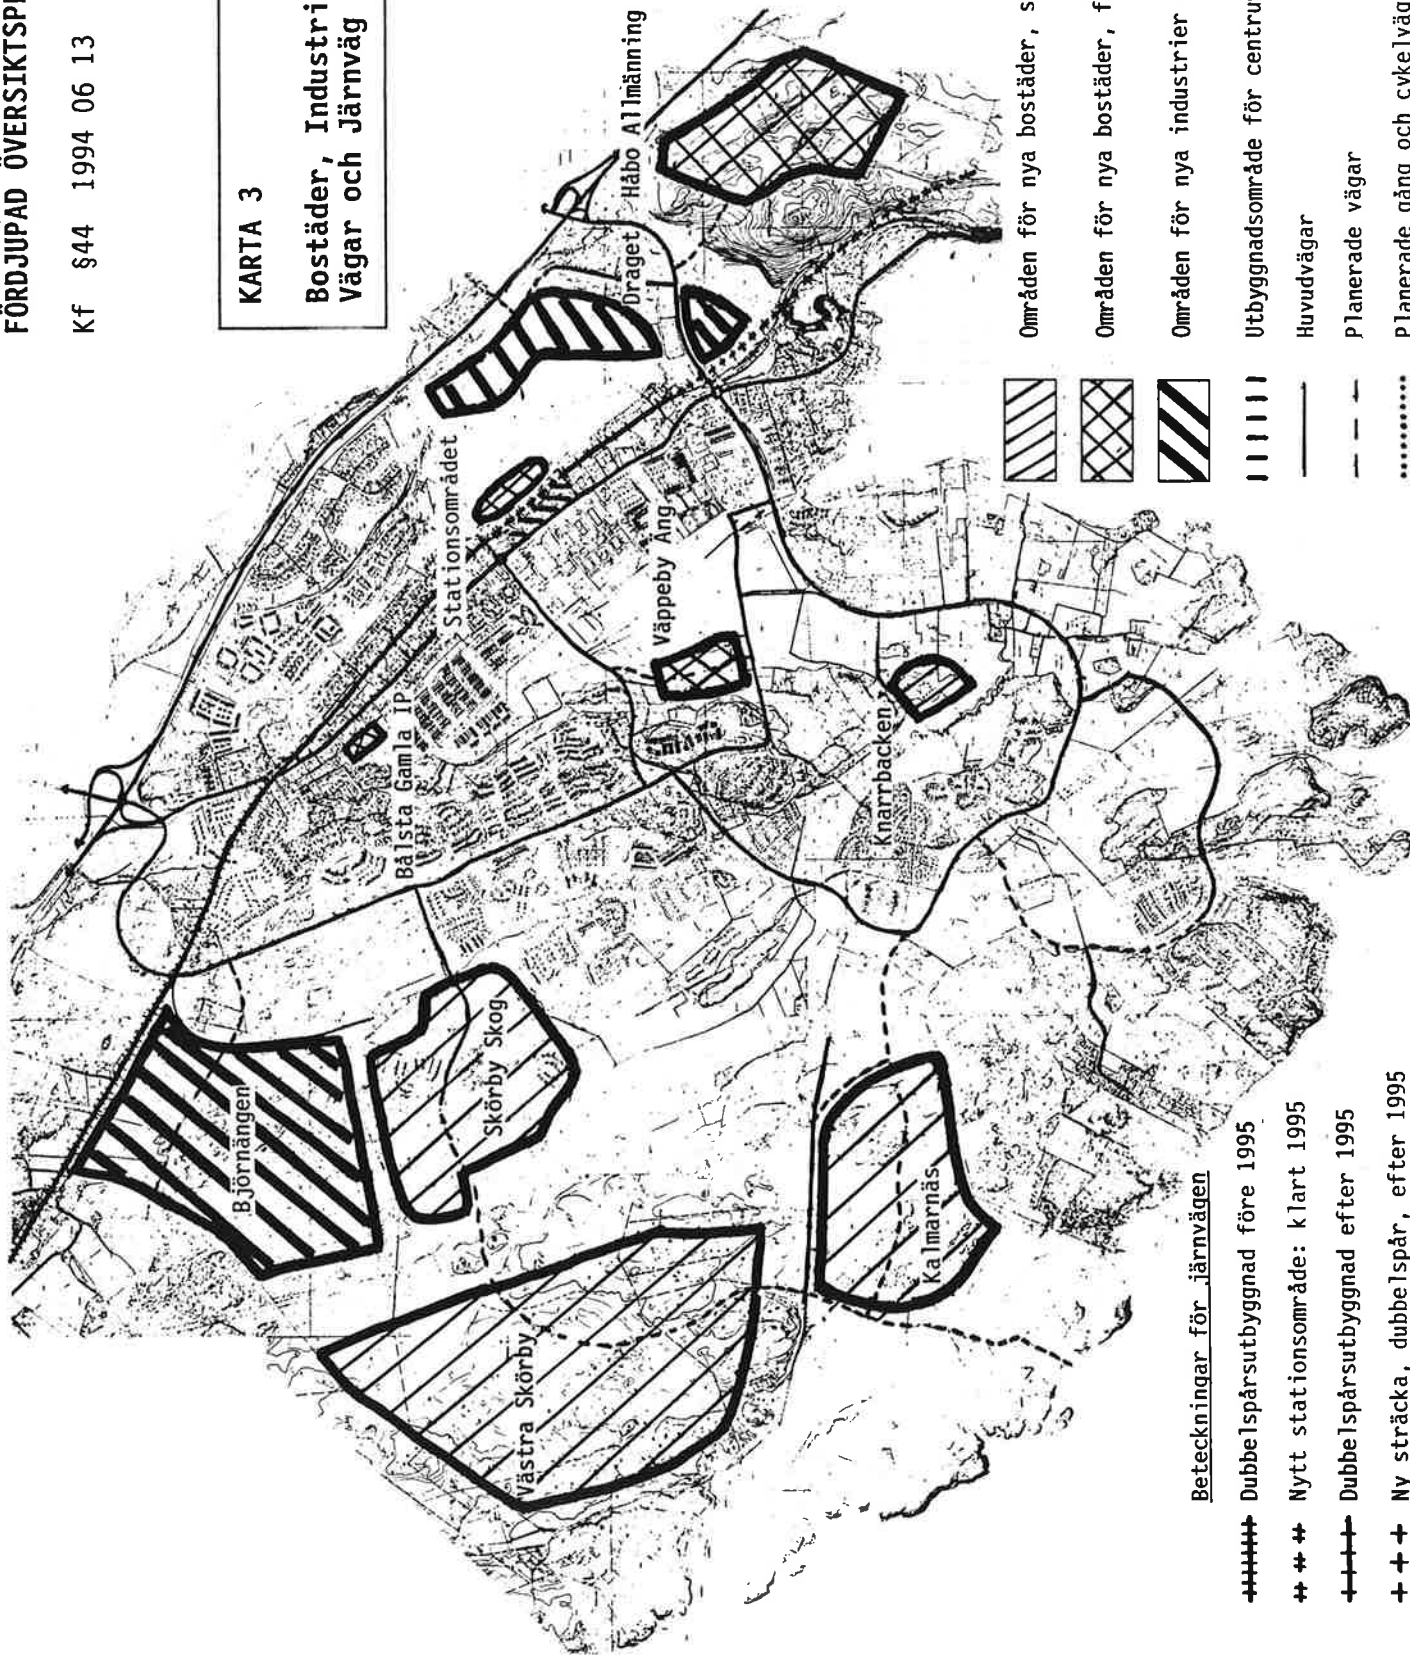 FÖRDJUPAD ÖVERSIKTSPL
Kf §44 1994 06 13
KARTA 3
Bostäder, Industri
Vägar och Järnväg
Björnängen
Skörby Skog
Västra Skörby
Kalmarnäs
Bålsta Gamla IP
Stationsområdet
Väppeby Äng
Knarrbacken
Draget
Håbo Allmänning
Områden för nya bostäder, s
Områden för nya bostäder, f
Områden för nya industrier
Utbyggnadsområde för centru
Huvudvägar
Planerade vägar
Planerade gång och cykelväg
Beteckningar för järnvägen
Dubbelspårsutbyggnad före 1995
Nytt stationsområde: klart 1995
Dubbelspårsutbyggnad efter 1995
Ny sträcka, dubbelspår, efter 1995